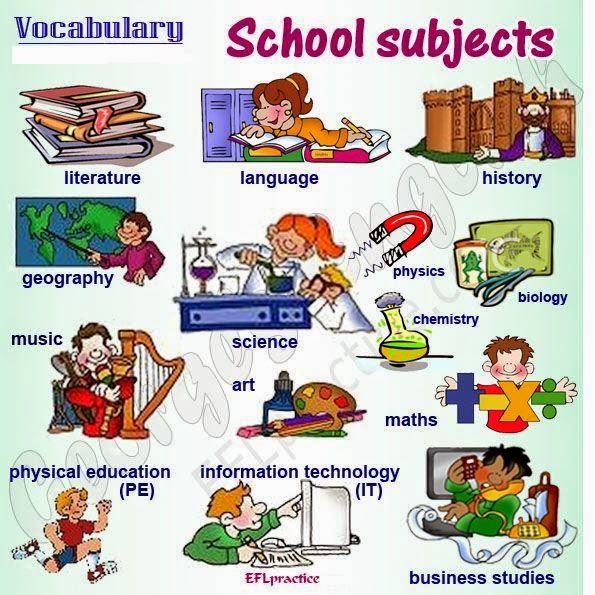 Vocabulary
School subjects
literature
language
history
geography
science
physics
biology
chemistry
music
art
maths
physical education
(PE)
information technology
(IT)
business studies
EFLpractice